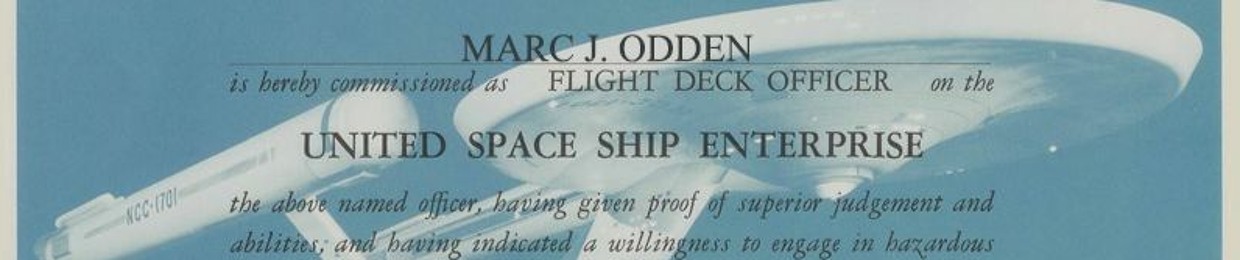 MARC J. ODDEN
is hereby commissioned as FLIGHT DECK OFFICER on the
UNITED SPACE SHIP ENTERPRISE
NCC-1701
the above named officer, having given proof of superior judgement and
abilities; and having indicated a willingness to engage in hazardous